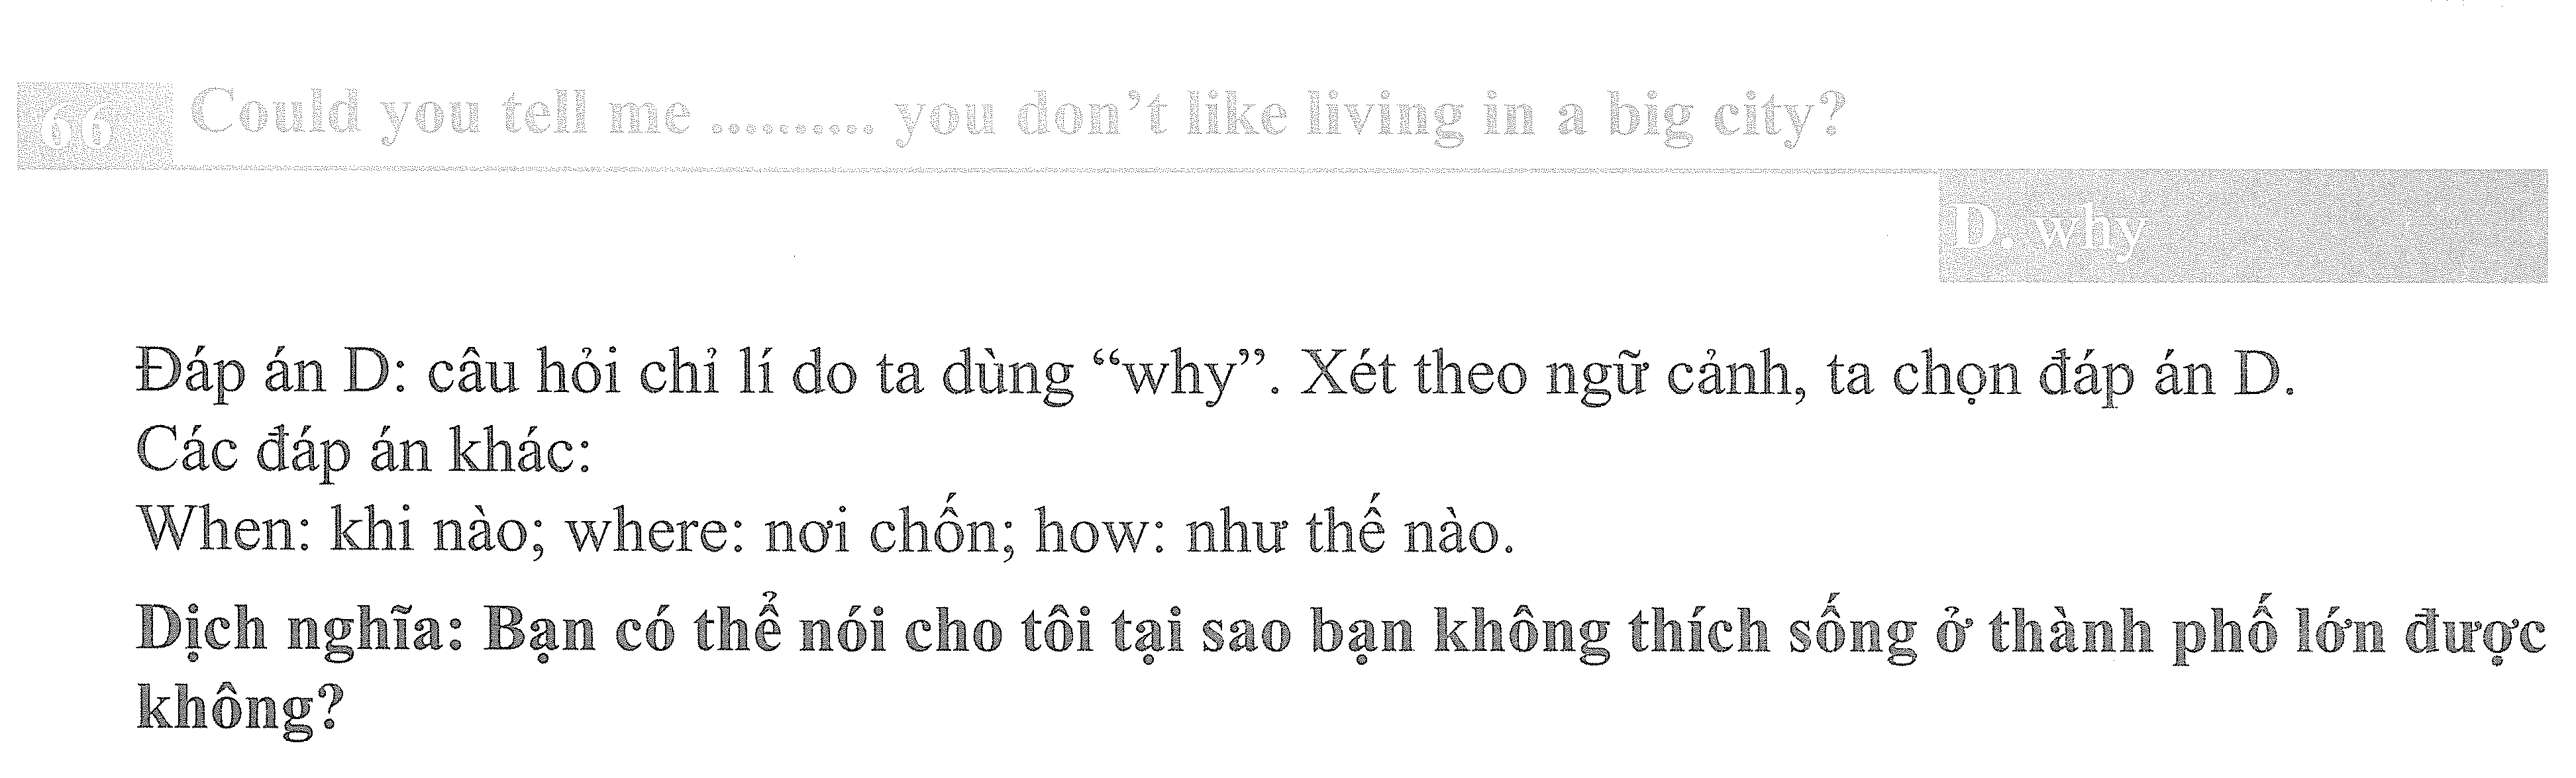 66 Could you tell me .......... you don't like living in a big city?
D. why
Đáp án D: câu hỏi chỉ lí do ta dùng “why”. Xét theo ngữ cảnh, ta chọn đáp án D.
Các đáp án khác:
When: khi nào; where: nơi chốn; how: như thế nào.
Dịch nghĩa: Bạn có thể nói cho tôi tại sao bạn không thích sống ở thành phố lớn được
không?